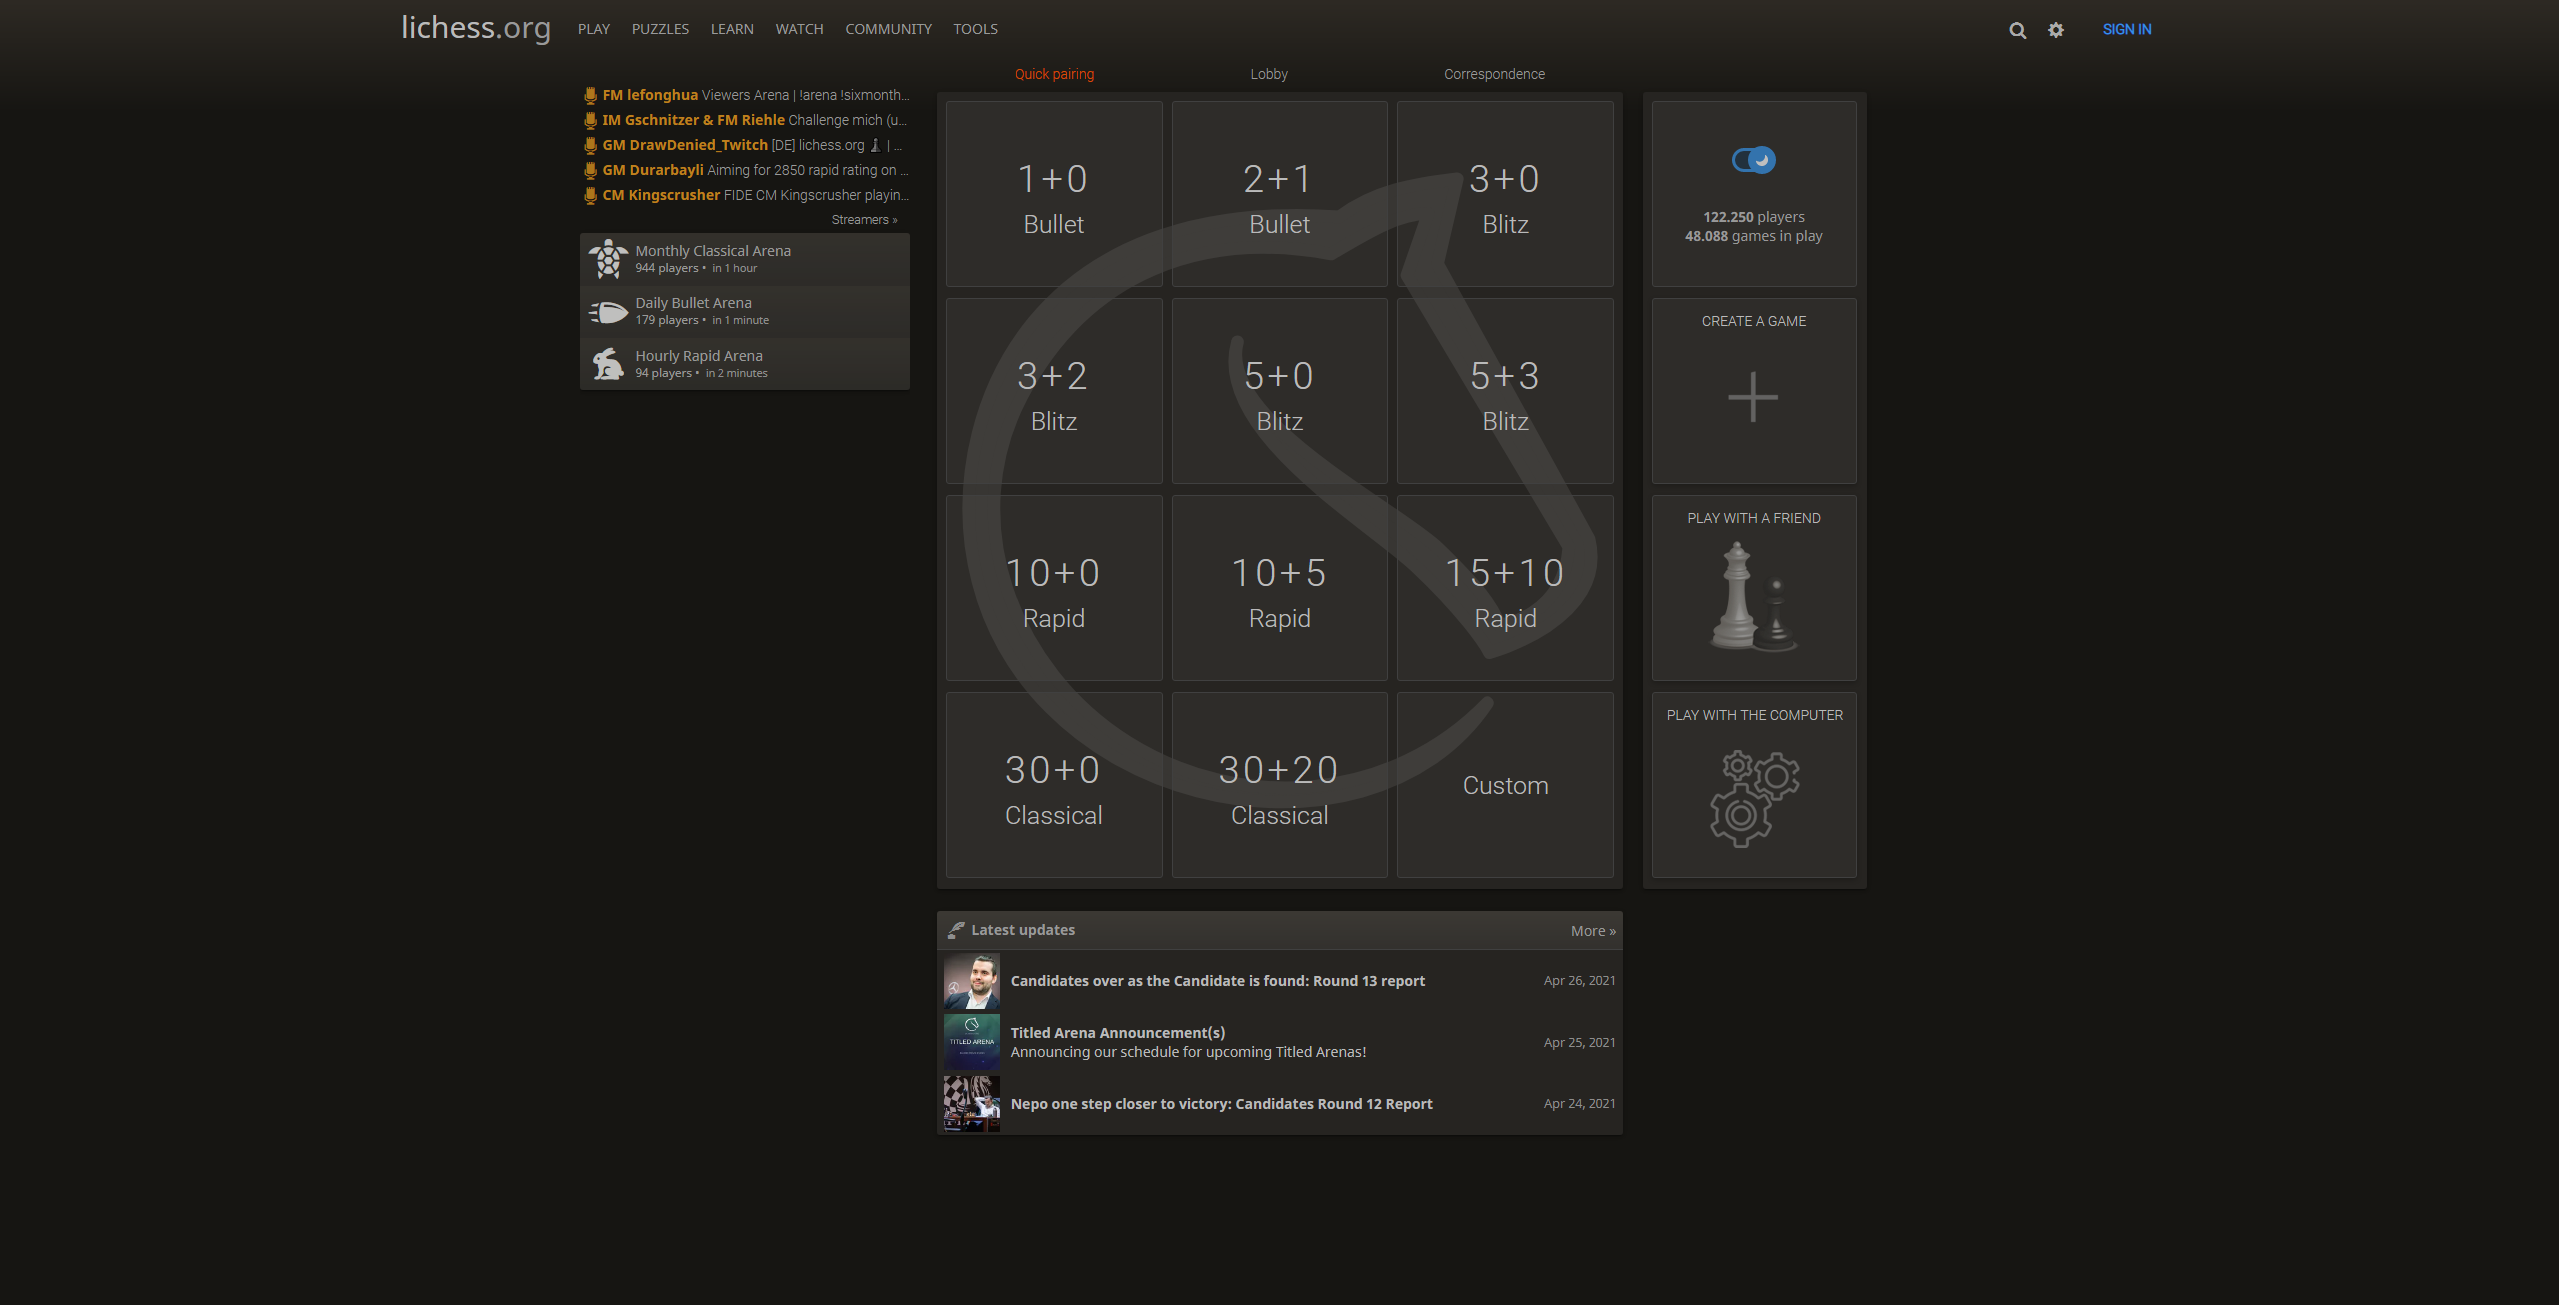 lichess.org PLAY PUZZLES LEARN WATCH COMMUNITY TOOLS SIGN IN
FM lefonghua Viewers Arena | !arena !sixmonth...
IM Gschnitzer & FM Riehle Challenge mich (u...
GM DrawDenied_Twitch [DE] lichess.org ♟ | ...
GM Durarbayli Aiming for 2850 rapid rating on ...
CM Kingscrusher FIDE CM Kingscrusher playin...
Streamers »
Monthly Classical Arena
944 players • in 1 hour
Daily Bullet Arena
179 players • in 1 minute
Hourly Rapid Arena
94 players • in 2 minutes
Quick pairing Lobby Correspondence
1+0
Bullet
2+1
Bullet
3+0
Blitz
3+2
Blitz
5+0
Blitz
5+3
Blitz
10+0
Rapid
10+5
Rapid
15+10
Rapid
30+0
Classical
30+20
Classical
Custom
122.250 players
48.088 games in play
CREATE A GAME
PLAY WITH A FRIEND
PLAY WITH THE COMPUTER
Latest updates More »
Candidates over as the Candidate is found: Round 13 report Apr 26, 2021
TITLED ARENA
Titled Arena Announcement(s)
Announcing our schedule for upcoming Titled Arenas! Apr 25, 2021
Nepo one step closer to victory: Candidates Round 12 Report Apr 24, 2021